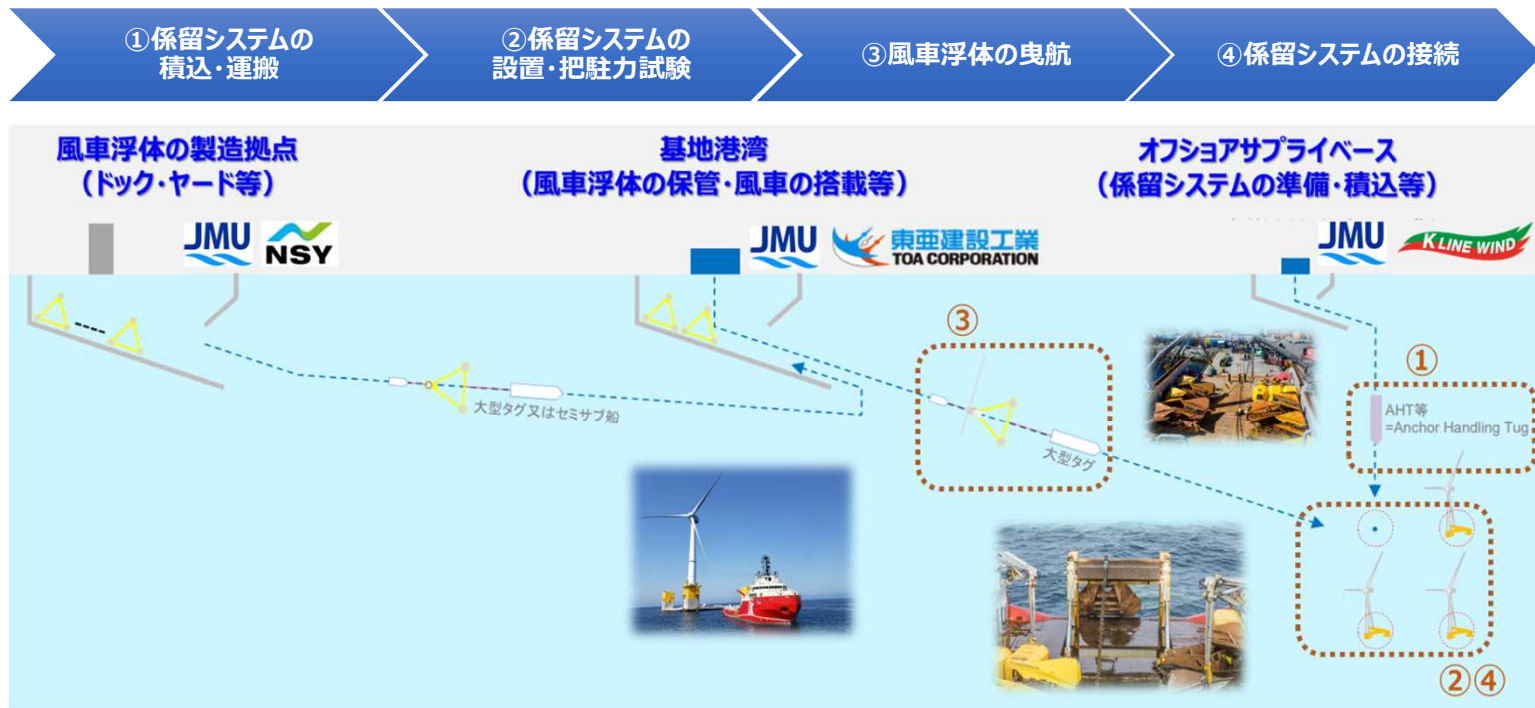 ①係留システムの
積込・運搬
②係留システムの
設置・把駐力試験
③風車浮体の曳航
④係留システムの接続
風車浮体の製造拠点
（ドック・ヤード等）
基地港湾
（風車浮体の保管・風車の搭載等）
オフショアサプライベース
（係留システムの準備・積込等）
JMU
NSY
JMU
東亜建設工業
TOA CORPORATION
JMU
K LINE WIND
③
①
大型タグ又はセミサブ船
AHT等
=Anchor Handling Tug
大型タグ
②④